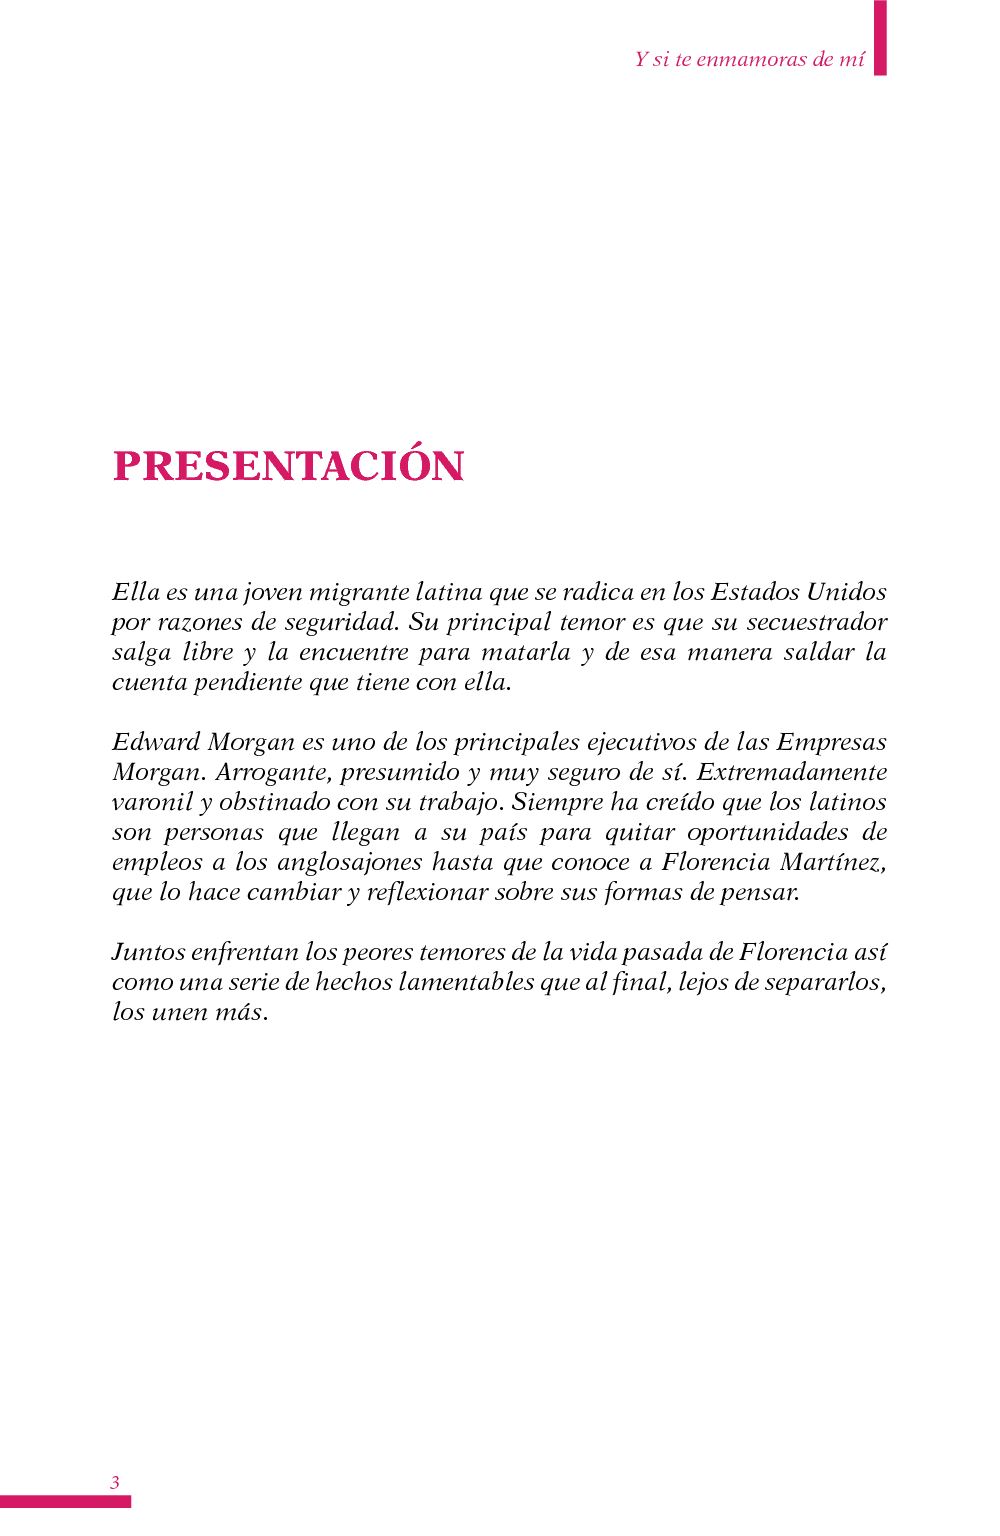 Y si te enmamoras de mí
PRESENTACIÓN
Ella es una joven migrante latina que se radica en los Estados Unidos
por razones de seguridad. Su principal temor es que su secuestrador
salga libre y la encuentre para matarla y de esa manera saldar la
cuenta pendiente que tiene con ella.
Edward Morgan es uno de los principales ejecutivos de las Empresas
Morgan. Arrogante, presumido y muy seguro de sí. Extremadamente
varonil y obstinado con su trabajo. Siempre ha creído que los latinos
son personas que llegan a su país para quitar oportunidades de
empleos a los anglosajones hasta que conoce a Florencia Martínez,
que lo hace cambiar y reflexionar sobre sus formas de pensar.
Juntos enfrentan los peores temores de la vida pasada de Florencia así
como una serie de hechos lamentables que al final, lejos de separarlos,
los unen más.
3